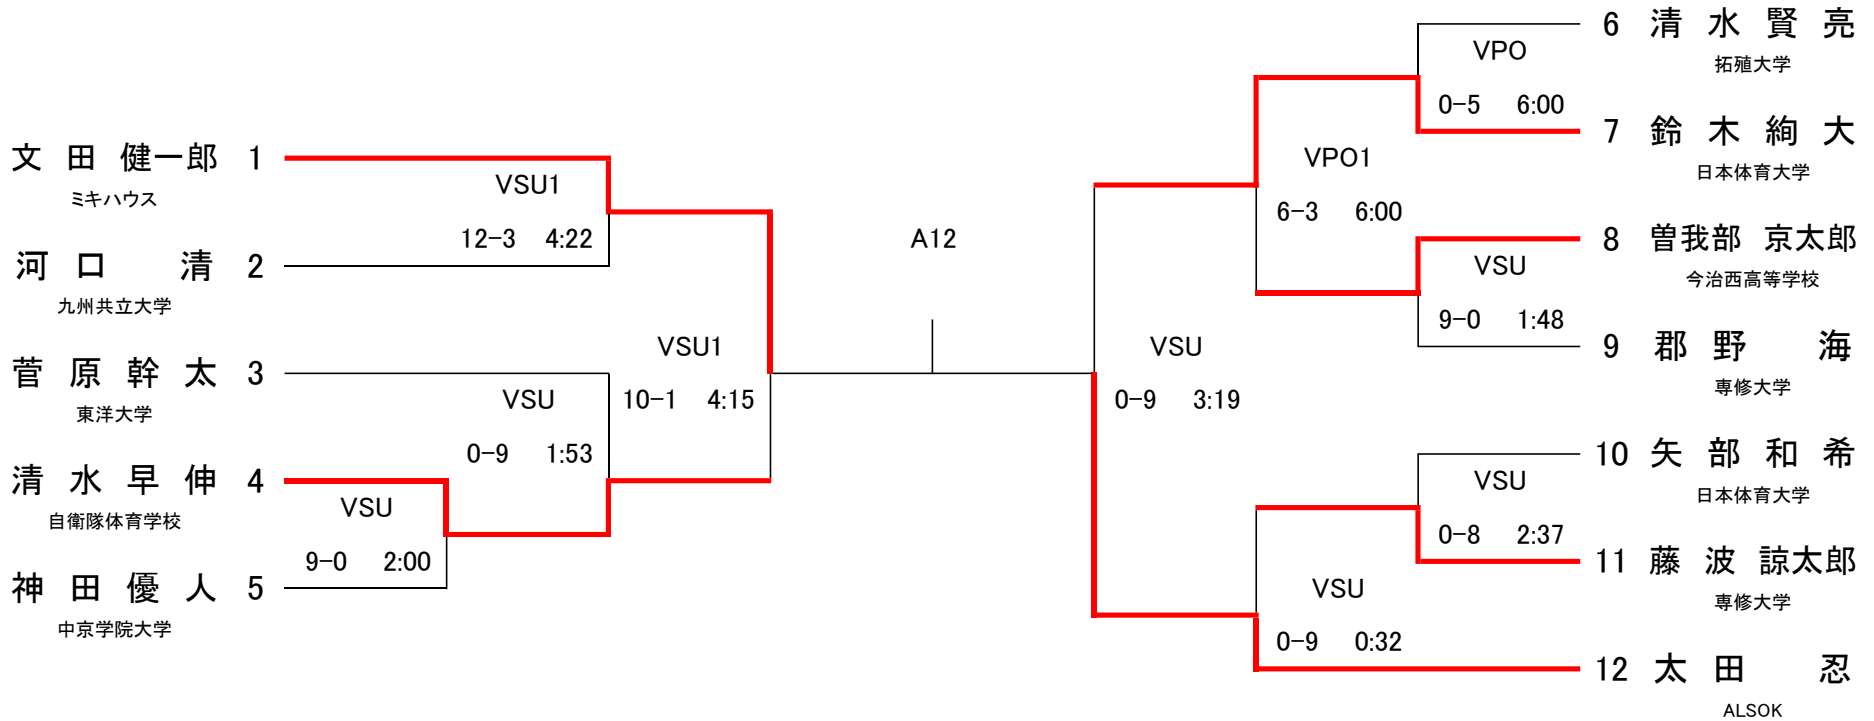 文田 健一郎 1
ミキハウス
VSU1
12-3 4:22
河口 清 2
九州共立大学
菅原 幹太 3
東洋大学
VSU
0-9 1:53
清水 早伸 4
自衛隊体育学校
VSU
9-0 2:00
神田 優人 5
中京学院大学
VSU1
10-1 4:15
A12
6 清水 賢亮
拓殖大学
VPO
0-5 6:00
7 鈴木 絢大
日本体育大学
VPO1
6-3 6:00
8 曽我部 京太郎
今治西高等学校
VSU
9-0 1:48
9 郡野 海
専修大学
VSU
0-9 3:19
10 矢部 和希
日本体育大学
VSU
0-8 2:37
11 藤波 諒太郎
専修大学
VSU
0-9 0:32
12 太田 忍
ALSOK